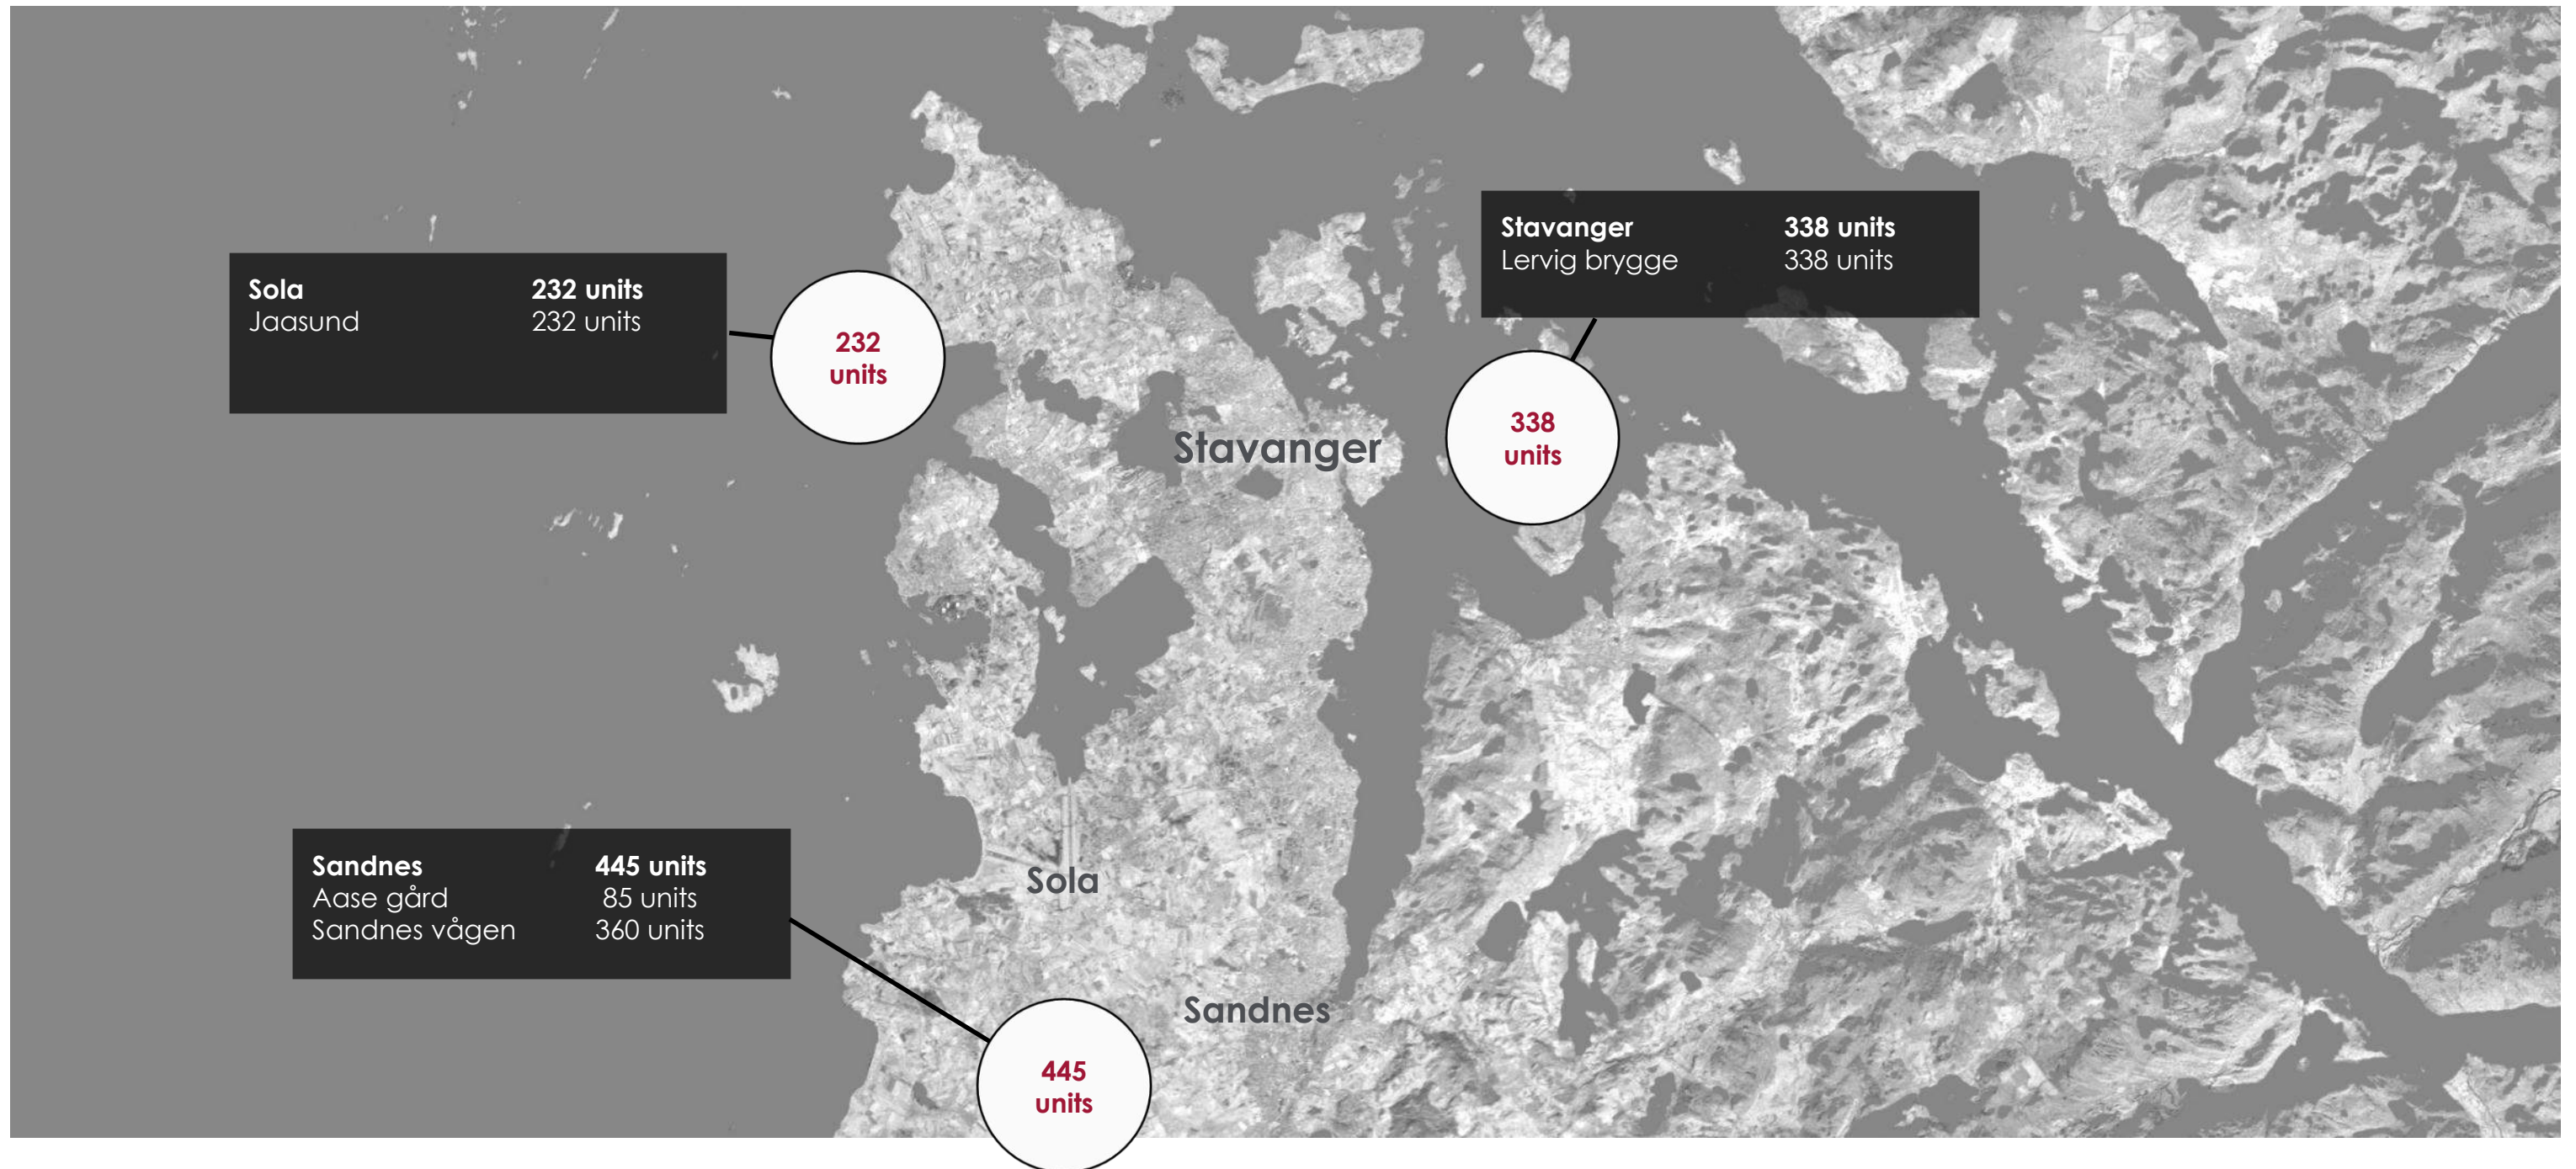 Stavanger 338 units
Lervig brygge 338 units
Sola 232 units
Jaasund 232 units
232
units
338
units
Stavanger
Sandnes 445 units
Aase gård 85 units
Sandnes vågen 360 units
Sola
Sandnes
445
units